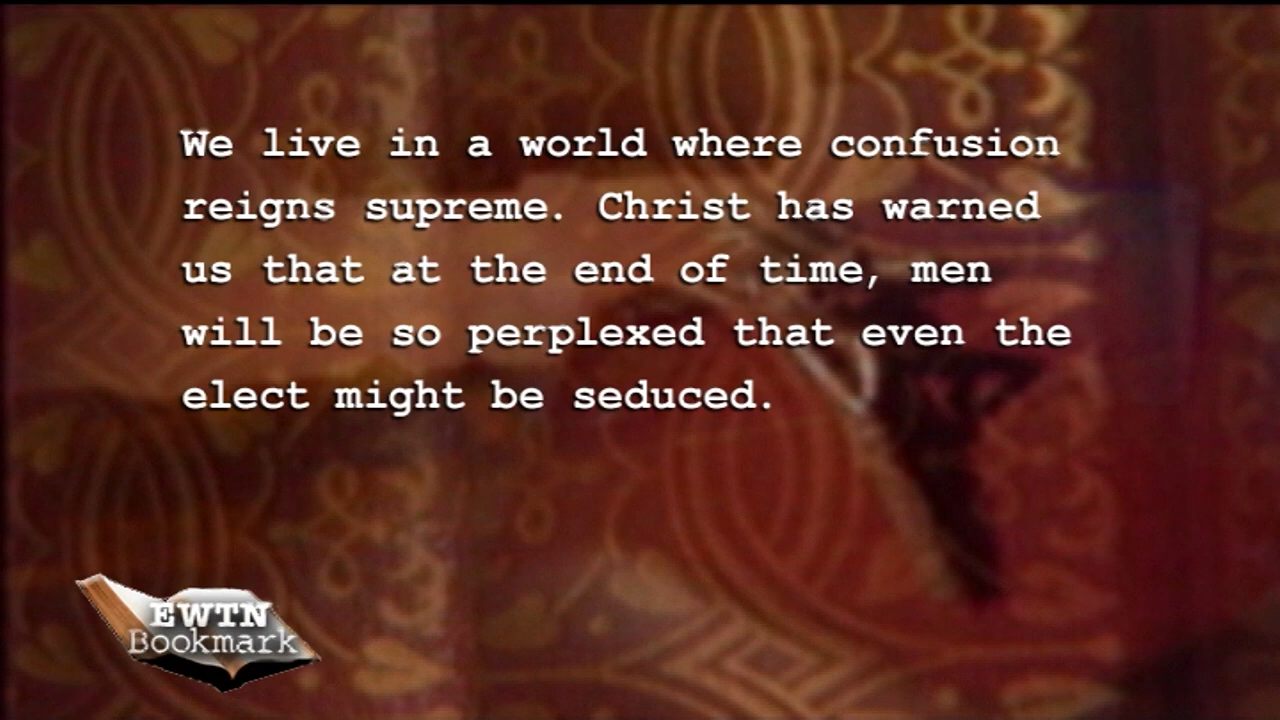 We live in a world where confusion
reigns supreme. Christ has warned
us that at the end of time, men
will be so perplexed that even the
elect might be seduced.
EWTN
Bookmark